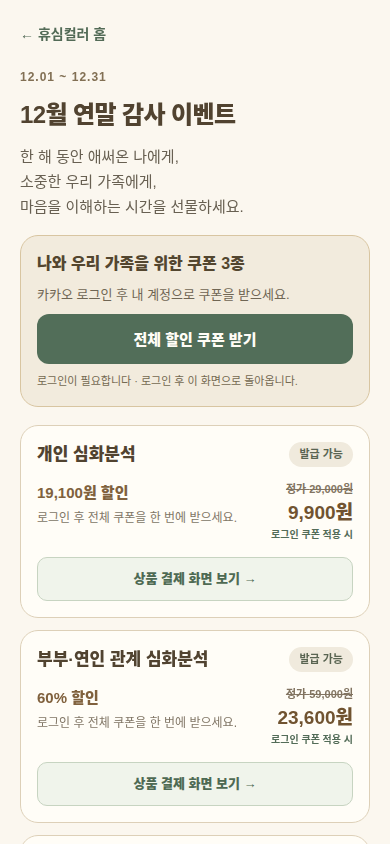 ← 휴심컬러 홈
12.01 ~ 12.31
12월 연말 감사 이벤트
한 해 동안 애써온 나에게,
소중한 우리 가족에게,
마음을 이해하는 시간을 선물하세요.
나와 우리 가족을 위한 쿠폰 3종
카카오 로그인 후 내 계정으로 쿠폰을 받으세요.
전체 할인 쿠폰 받기
로그인이 필요합니다 · 로그인 후 이 화면으로 돌아옵니다.
개인 심화분석
발급 가능
19,100원 할인
로그인 후 전체 쿠폰을 한 번에 받으세요.
정가 29,000원
9,900원
로그인 쿠폰 적용 시
상품 결제 화면 보기 →
부부·연인 관계 심화분석
발급 가능
60% 할인
로그인 후 전체 쿠폰을 한 번에 받으세요.
정가 59,000원
23,600원
로그인 쿠폰 적용 시
상품 결제 화면 보기 →